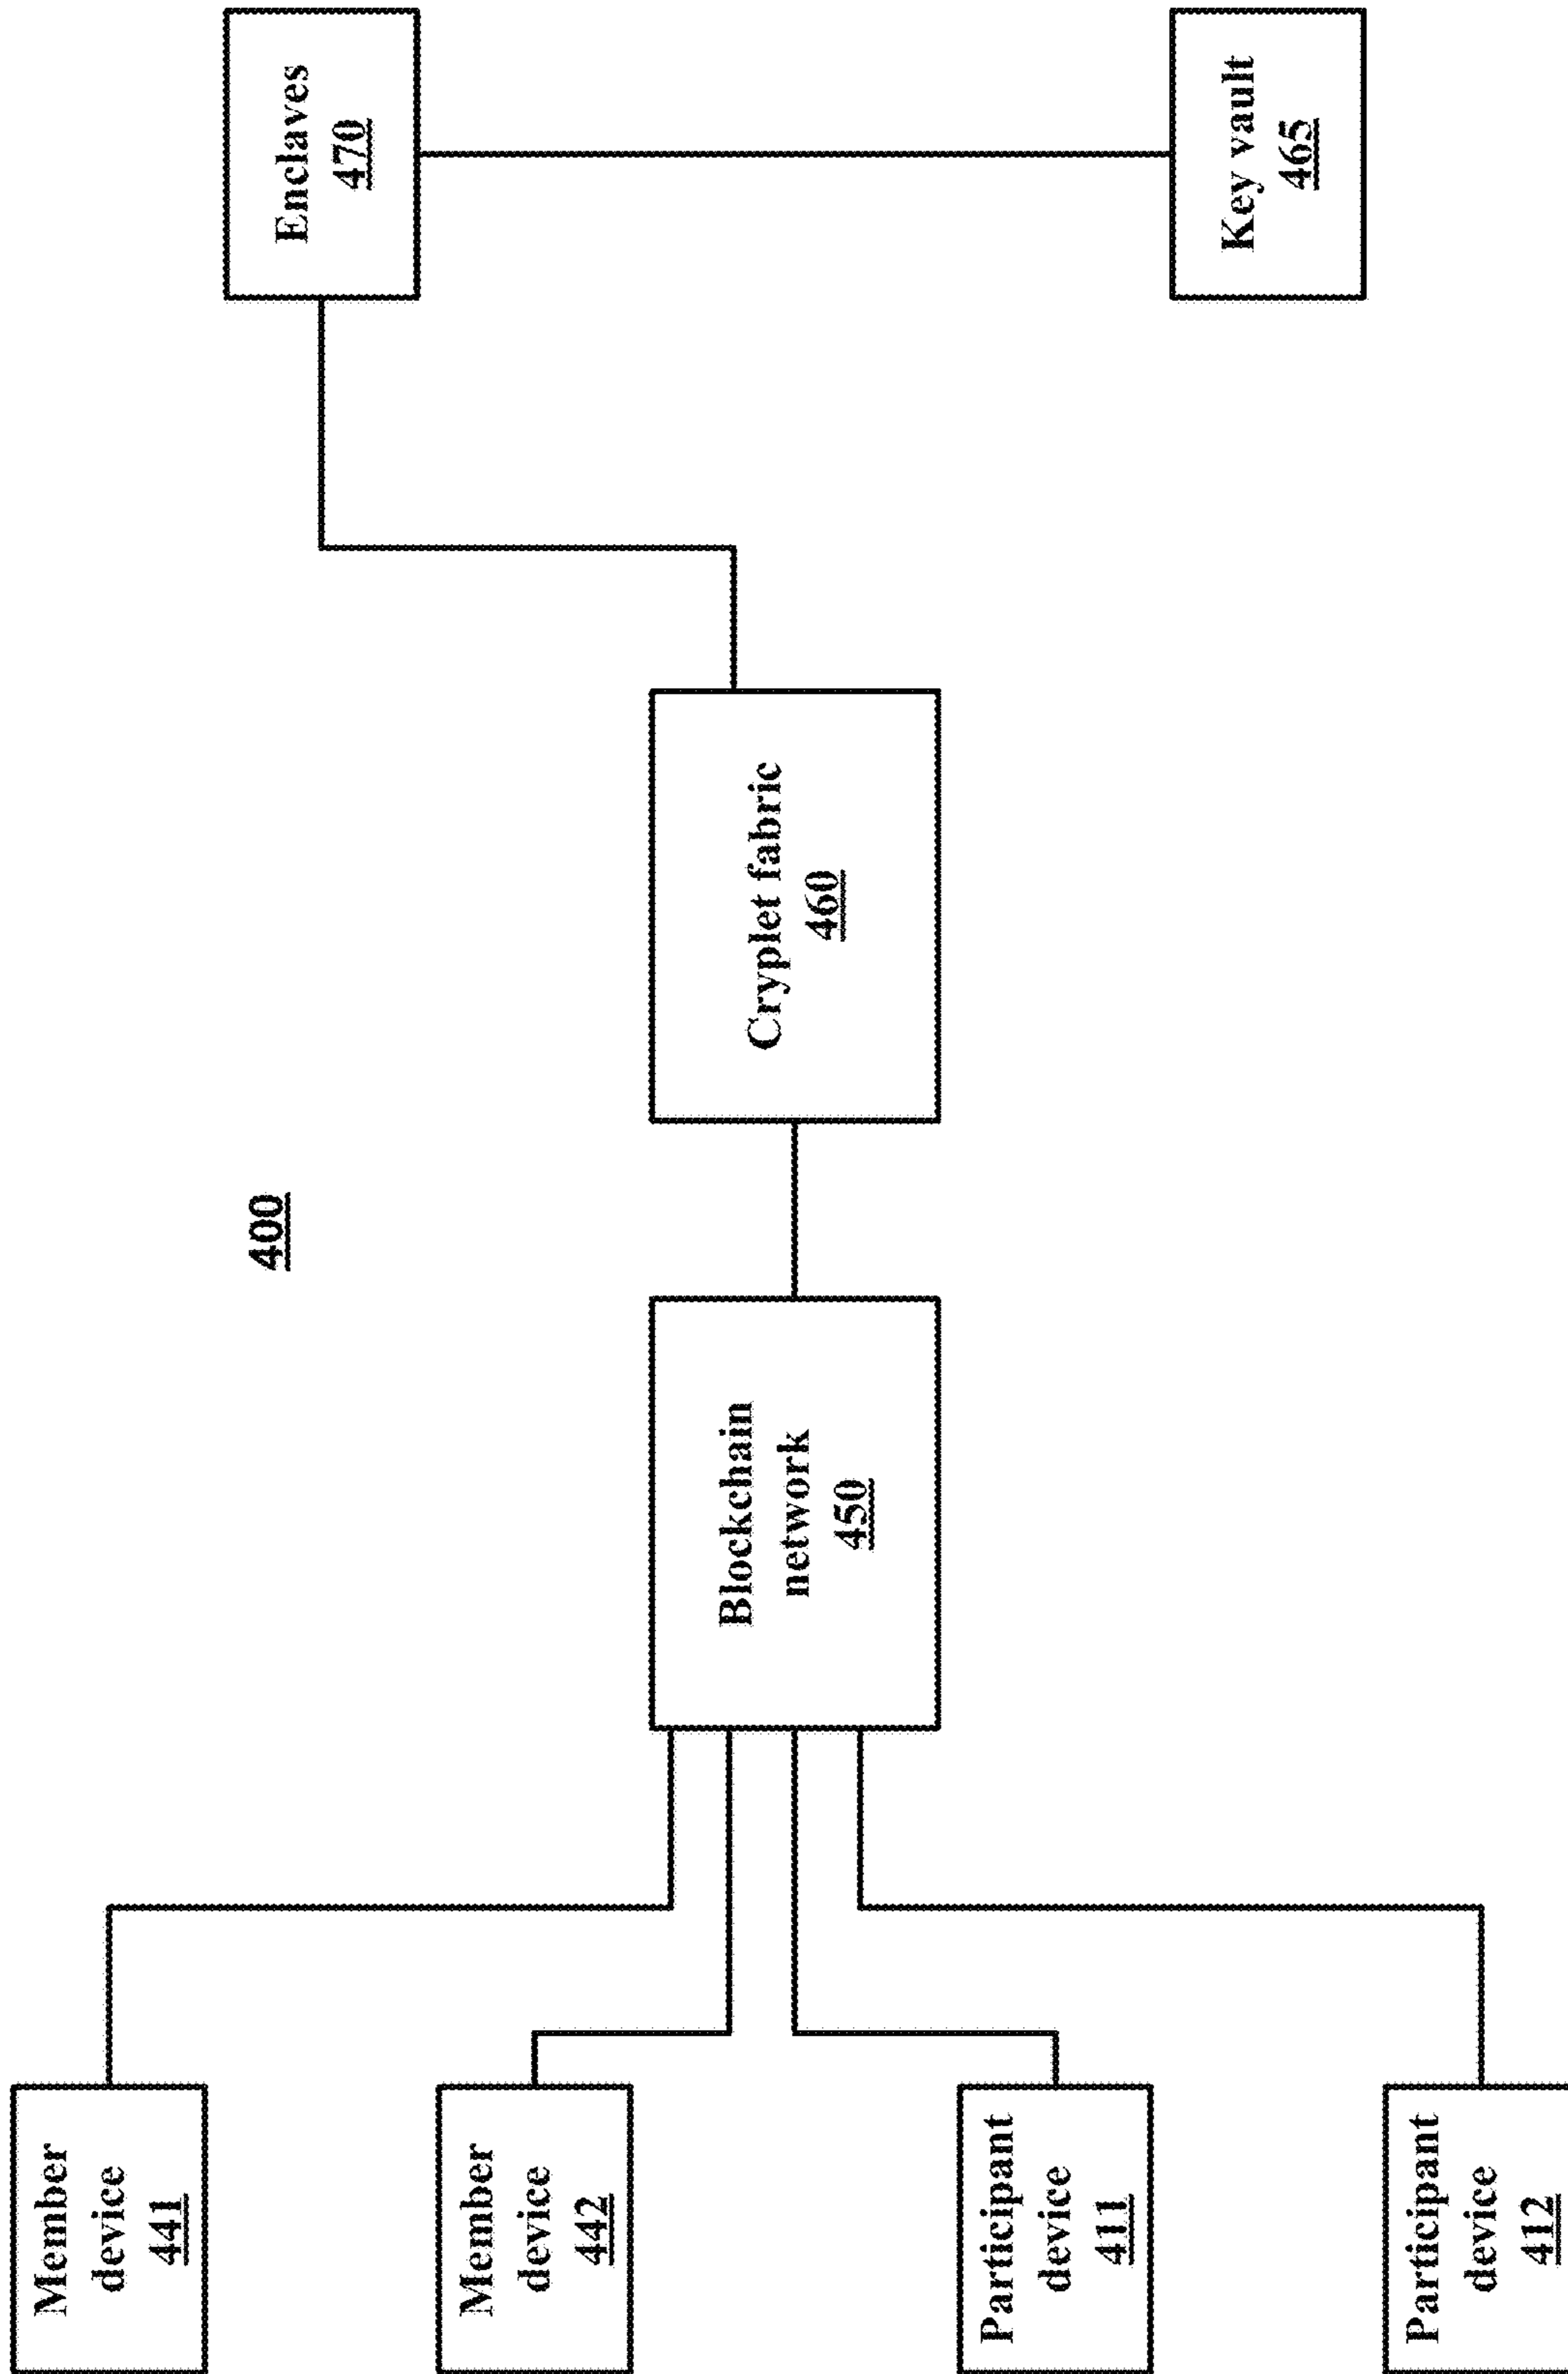 400
Member
device
441
Member
device
442
Participant
device
411
Participant
device
412
Blockchain
network
450
Cryplet fabric
460
Enclaves
470
Key vault
465